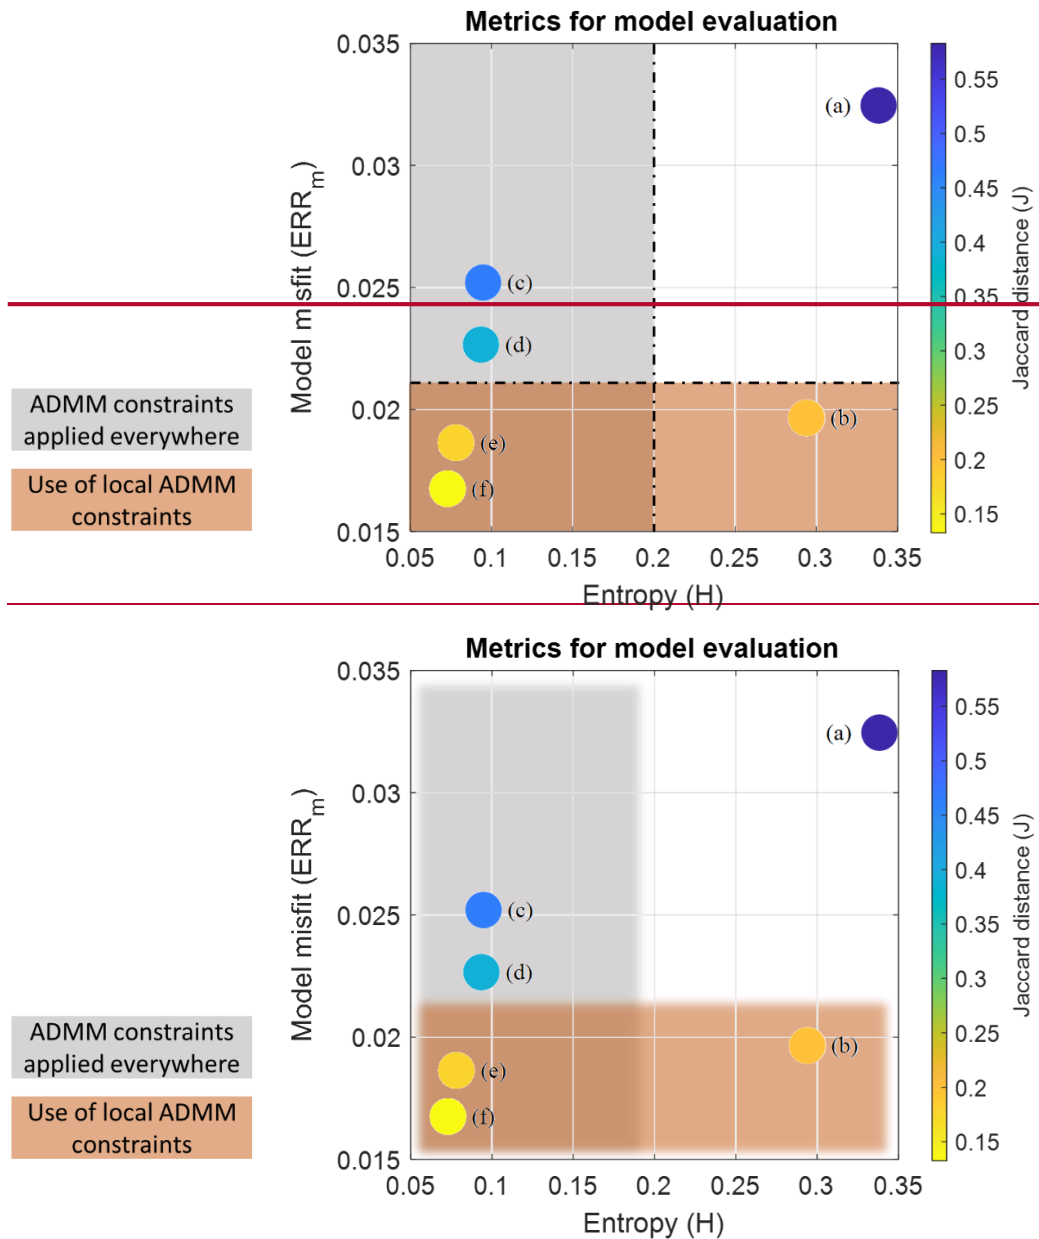 Metrics for model evaluation
0.035
0.03
0.025
0.02
0.015
Model misfit (ERRm)
0.05 0.1 0.15 0.2 0.25 0.3 0.35
Entropy (H)
(a)
(c)
(d)
(b)
(e)
(f)
0.55
0.5
0.45
0.4
0.35
0.3
0.25
0.2
0.15
Jaccard distance (J)
ADMM constraints
applied everywhere
Use of local ADMM
constraints
Metrics for model evaluation
0.035
0.03
0.025
0.02
0.015
Model misfit (ERRm)
0.05 0.1 0.15 0.2 0.25 0.3 0.35
Entropy (H)
(a)
(c)
(d)
(b)
(e)
(f)
0.55
0.5
0.45
0.4
0.35
0.3
0.25
0.2
0.15
Jaccard distance (J)
ADMM constraints
applied everywhere
Use of local ADMM
constraints